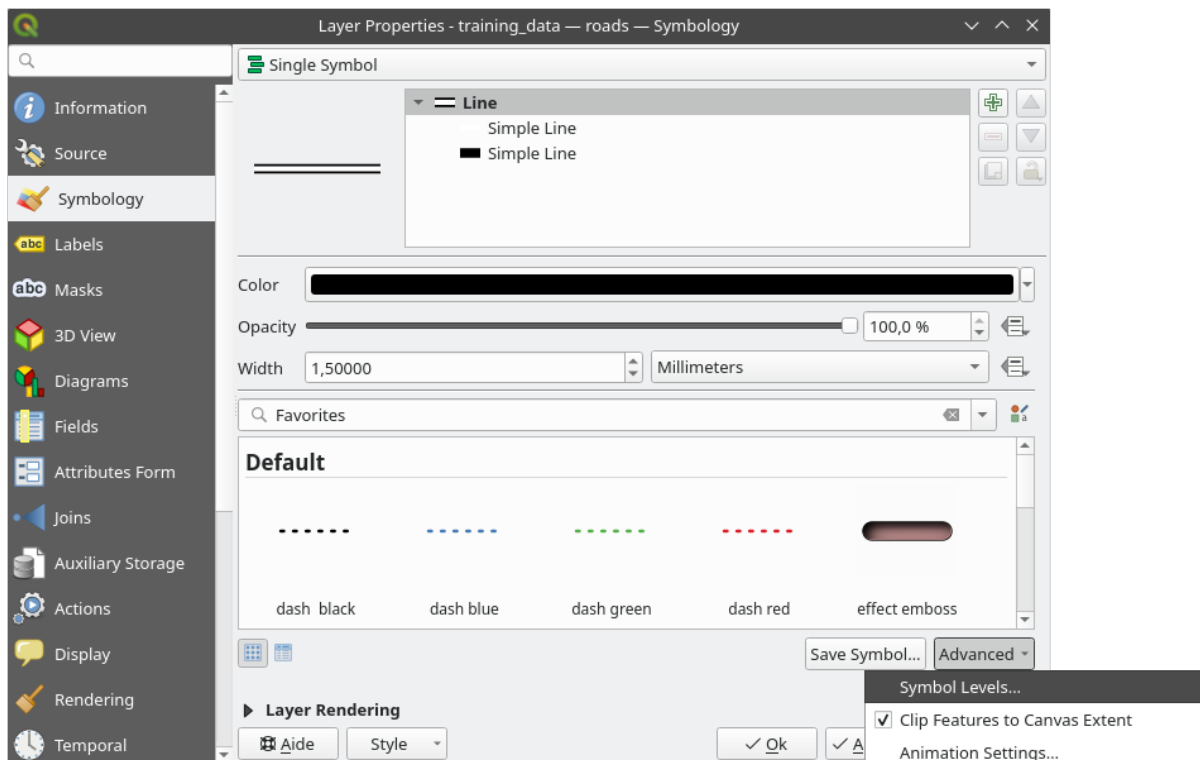 Layer Properties - training_data — roads — Symbology
Single Symbol
Information
Source
Symbology
abc Labels
abc Masks
3D View
Diagrams
Fields
Attributes Form
Joins
Auxiliary Storage
Actions
Display
Rendering
Temporal
Line
Simple Line
Simple Line
Color
Opacity
100,0 %
Width
1,50000
Millimeters
Favorites
Default
dash  black
dash blue
dash green
dash red
effect emboss
Save Symbol...
Advanced
Symbol Levels...
Clip Features to Canvas Extent
Animation Settings...
Layer Rendering
Aide
Style
Ok
A